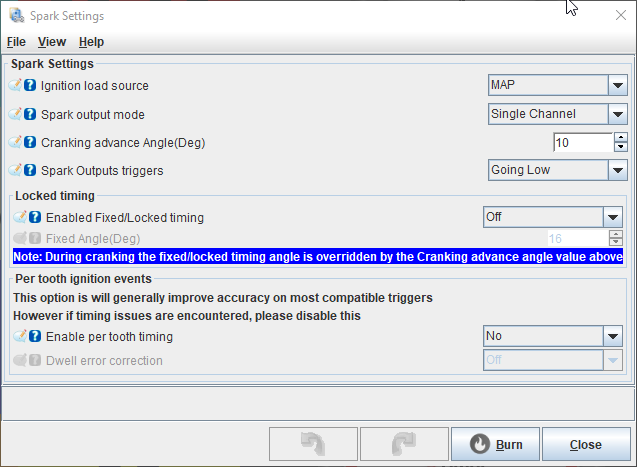 Spark Settings
File View Help
Spark Settings
Ignition load source MAP
Spark output mode Single Channel
Cranking advance Angle(Deg) 10
Spark Outputs triggers Going Low
Locked timing
Enabled Fixed/Locked timing Off
Fixed Angle(Deg) 16
Note: During cranking the fixed/locked timing angle is overridden by the Cranking advance angle value above
Per tooth ignition events
This option is will generally improve accuracy on most compatible triggers
However if timing issues are encountered, please disable this
Enable per tooth timing No
Dwell error correction Off
Burn Close